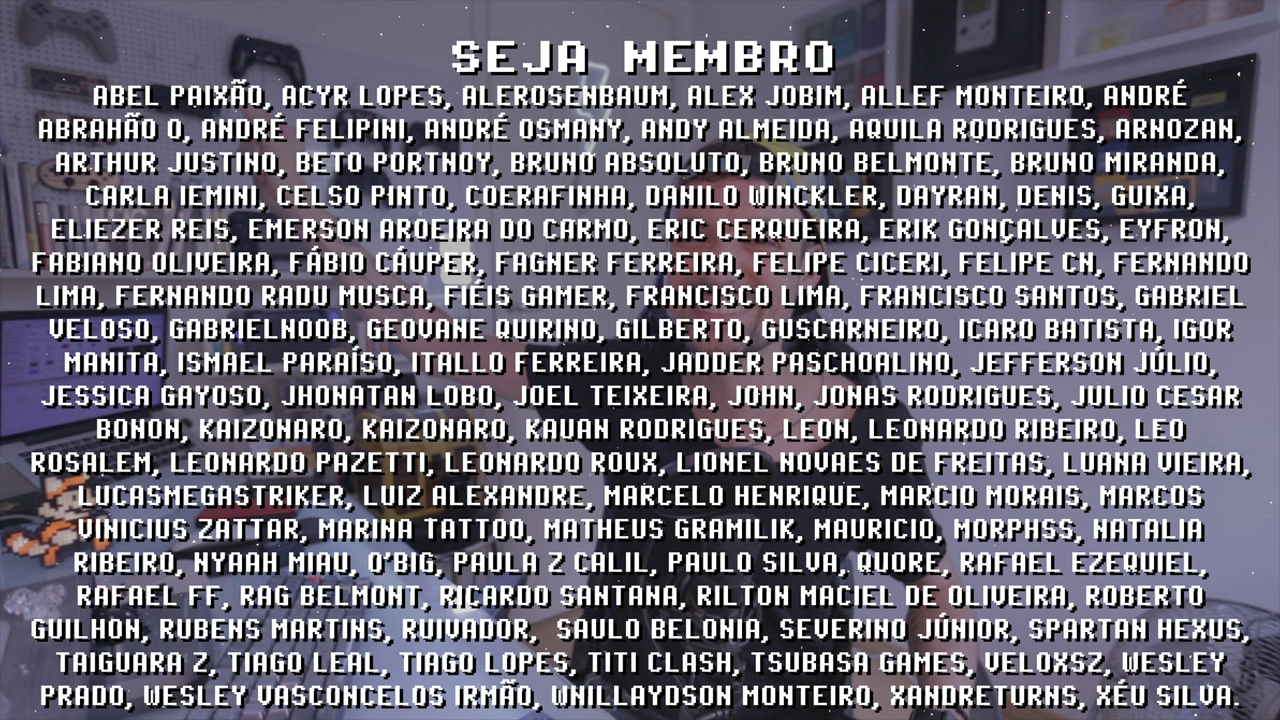 SEJA MEMBRO
ABEL PAIXÃO, ACYR LOPES, ALEROSENBAUM, ALEX JOBIM, ALLEF MONTEIRO, ANDRÉ
ABRAHÃO O, ANDRÉ FELIPINI, ANDRÉ OSMANY, ANDY ALMEIDA, AQUILA RODRIGUES, ARNOZAN,
ARTHUR JUSTINO, BETO PORTNOY, BRUNO ABSOLUTO, BRUNO BELMONTE, BRUNO MIRANDA,
CARLA IEMINI, CELSO PINTO, COERAFINHA, DANILO WINCKLER, DAYRAN, DENIS, GUIXA,
ELIEZER REIS, EMERSON AROEIRA DO CARMO, ERIC CERQUEIRA, ERIK GONÇALVES, EYFRON,
FABIANO OLIVEIRA, FÁBIO CÁUPER, FAGNER FERREIRA, FELIPE CICERI, FELIPE CN, FERNANDO
LIMA, FERNANDO RADU MUSCA, FIÉIS GAMER, FRANCISCO LIMA, FRANCISCO SANTOS, GABRIEL
VELOSO, GABRIELNOOB, GEOVANE QUIRINO, GILBERTO, GUSCARNEIRO, ICARO BATISTA, IGOR
MANITA, ISMAEL PARAÍSO, ITALLO FERREIRA, JADDER PASCHOALINO, JEFFERSON JÚLIO,
JESSICA GAYOSO, JHONATAN LOBO, JOEL TEIXEIRA, JOHN, JONAS RODRIGUES, JULIO CESAR
BONON, KAIZONARO, KAIZONARO, KAUAN RODRIGUES, LEON, LEONARDO RIBEIRO, LEO
ROSALEM, LEONARDO PAZETTI, LEONARDO ROUX, LIONEL NOVAES DE FREITAS, LUANA VIEIRA,
LUCASMEGASTRIKER, LUIZ ALEXANDRE, MARCELO HENRIQUE, MARCIO MORAIS, MARCOS
VINICIUS ZATTAR, MARINA TATTOO, MATHEUS GRAMILIK, MAURICIO, MORPHSS, NATALIA
RIBEIRO, NYAAH MIAU, O'BIG, PAULA Z CALIL, PAULO SILVA, QUORE, RAFAEL EZEQUIEL,
RAFAEL FF, RAG BELMONT, RICARDO SANTANA, RILTON MACIEL DE OLIVEIRA, ROBERTO
GUILHON, RUBENS MARTINS, RUIVADOR, SAULO BELONIA, SEVERINO JÚNIOR, SPARTAN HEXUS,
TAIGUARA Z, TIAGO LEAL, TIAGO LOPES, TITI CLASH, TSUBASA GAMES, VELOXSZ, WESLEY
PRADO, WESLEY VASCONCELOS IRMÃO, WNILLAYDSON MONTEIRO, XANDRETURNS, XÉU SILVA.